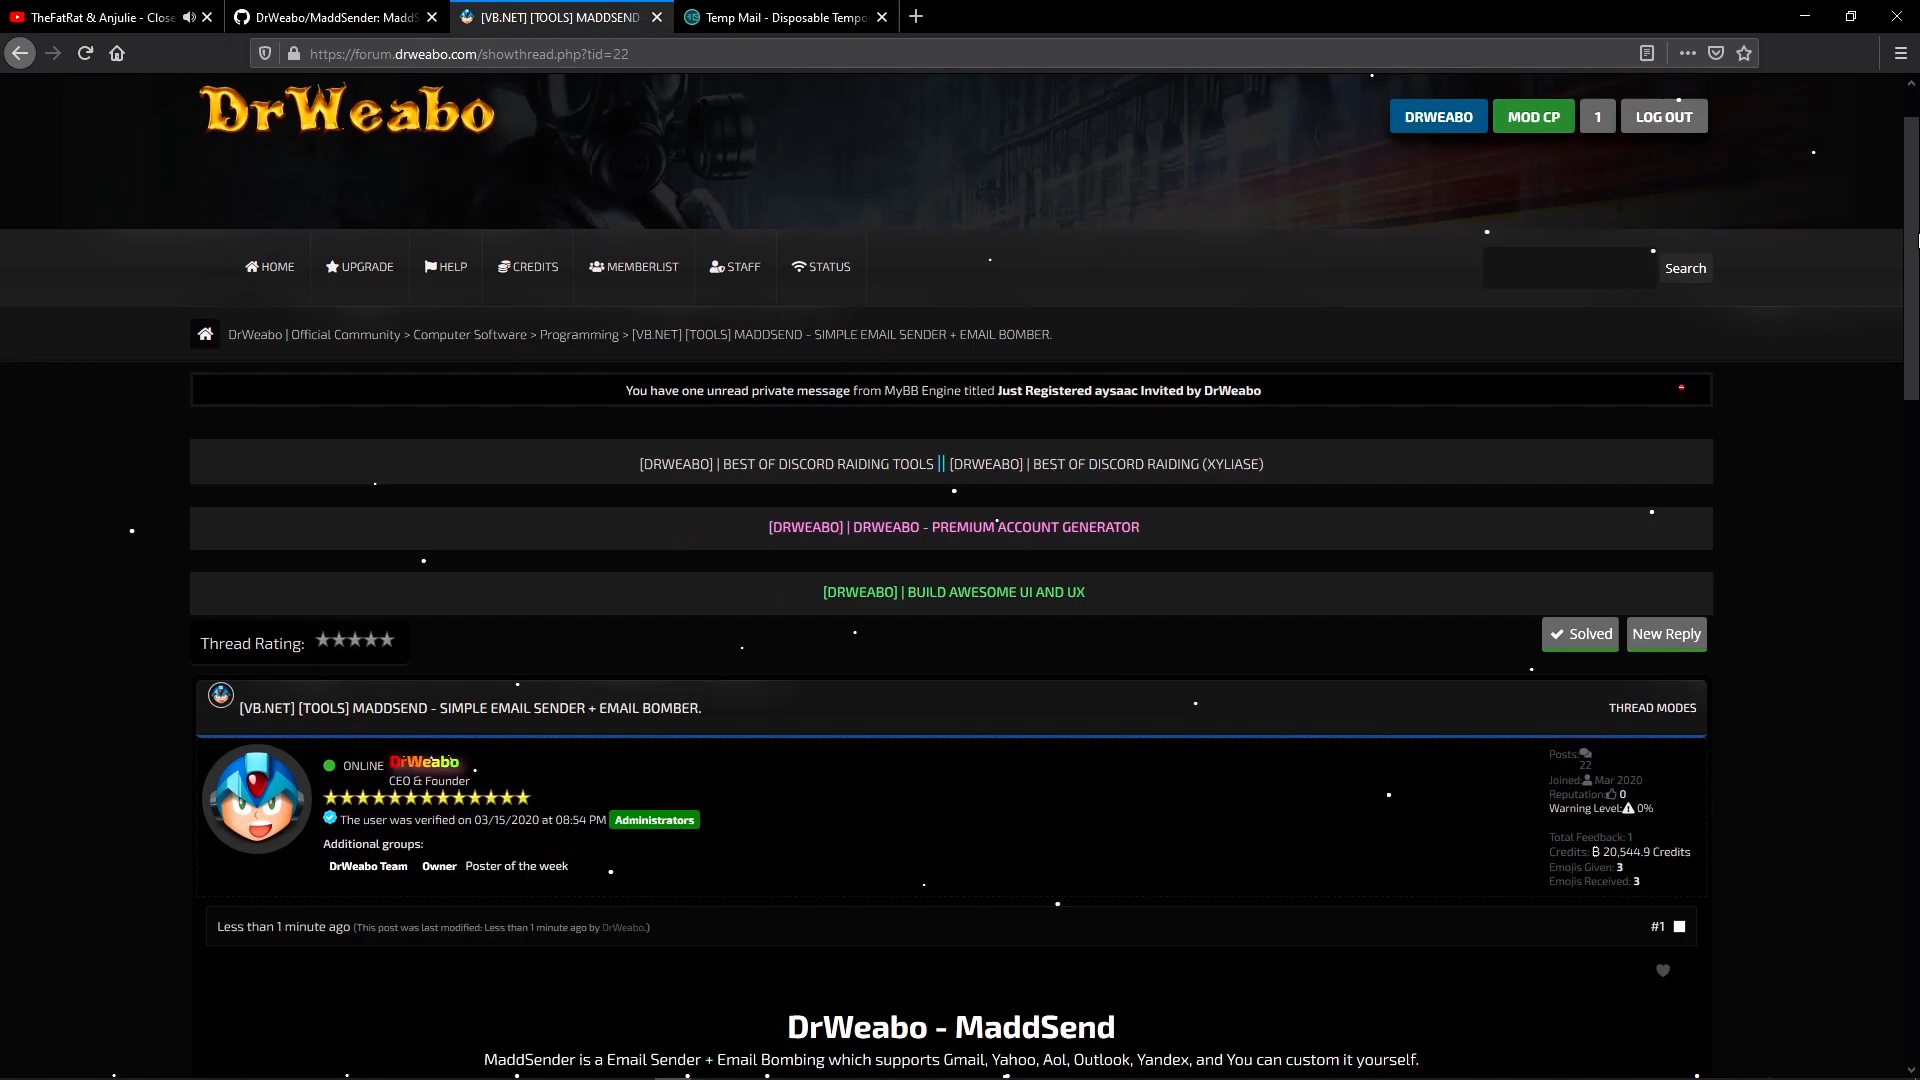 TheFatRat & Anjulie - Close
DrWeabo/MaddSender: MaddS
[VB.NET] [TOOLS] MADDSEND -
Temp Mail - Disposable Tempo
https://forum.drweabo.com/showthread.php?tid=22
DrWeabo
DRWEABO
MOD CP
1
LOG OUT
HOME
UPGRADE
HELP
CREDITS
MEMBERLIST
STAFF
STATUS
Search
DrWeabo | Official Community > Computer Software > Programming > [VB.NET] [TOOLS] MADDSEND - SIMPLE EMAIL SENDER + EMAIL BOMBER.
You have one unread private message from MyBB Engine titled Just Registered aysaac Invited by DrWeabo
[DRWEABO] | BEST OF DISCORD RAIDING TOOLS || [DRWEABO] | BEST OF DISCORD RAIDING (XYLIASE)
[DRWEABO] | DRWEABO - PREMIUM ACCOUNT GENERATOR
[DRWEABO] | BUILD AWESOME UI AND UX
Thread Rating:
Solved
New Reply
[VB.NET] [TOOLS] MADDSEND - SIMPLE EMAIL SENDER + EMAIL BOMBER.
THREAD MODES
ONLINE DrWeabo
CEO & Founder
The user was verified on 03/15/2020 at 08:54 PM Administrators
Additional groups:
DrWeabo Team Owner Poster of the week
Posts:
22
Joined: Mar 2020
Reputation: 0
Warning Level: 0%
Total Feedback: 1
Credits: ₿ 20,544.9 Credits
Emojis Given: 3
Emojis Received: 3
Less than 1 minute ago (This post was last modified: Less than 1 minute ago by DrWeabo.)
#1
DrWeabo - MaddSend
MaddSender is a Email Sender + Email Bombing which supports Gmail, Yahoo, Aol, Outlook, Yandex, and You can custom it yourself.